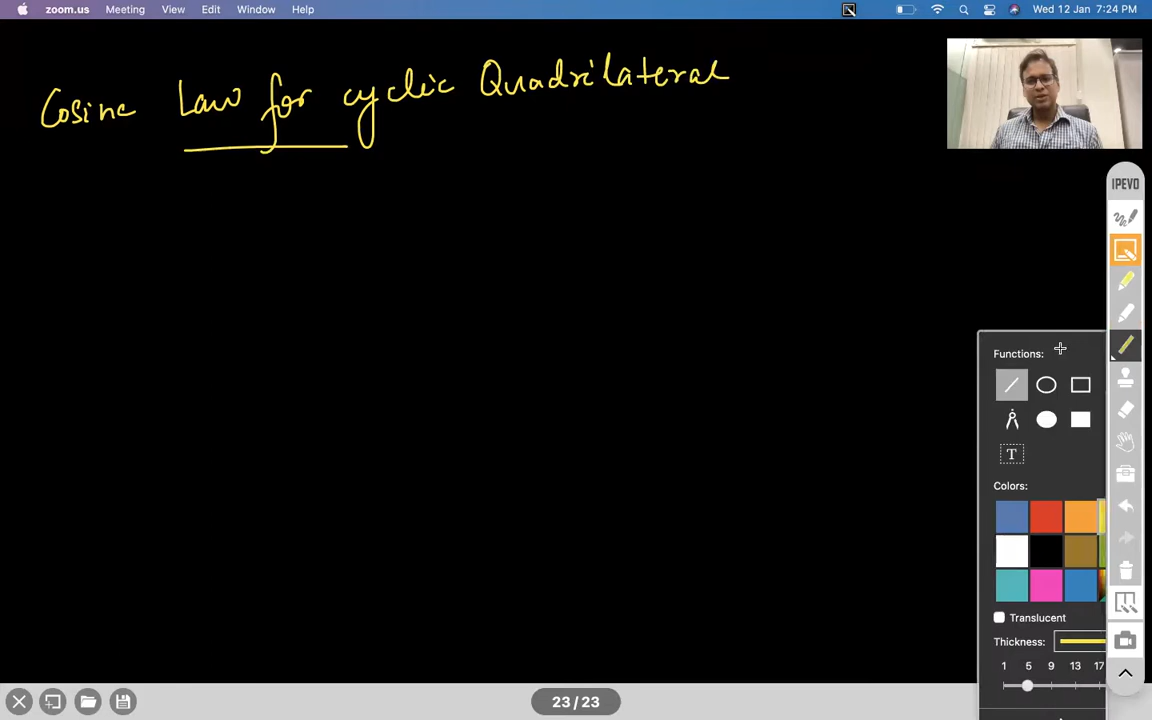 zoom.us Meeting View Edit Window Help Wed 12 Jan 7:24 PM
Cosine Law for cyclic Quadrilateral
IPEVO
Functions:
T
Colors:
Translucent
Thickness:
1 5 9 13 17
23 / 23